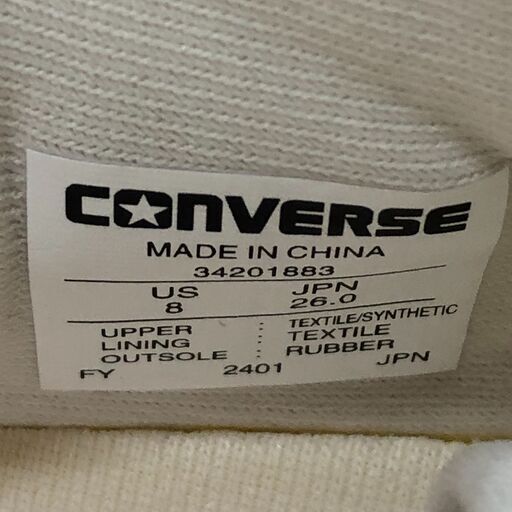 CONVERSE
MADE IN CHINA
34201883
US JPN
8 26.0
UPPER : TEXTILE/SYNTHETIC
LINING : TEXTILE
OUTSOLE : RUBBER
FY 2401 JPN